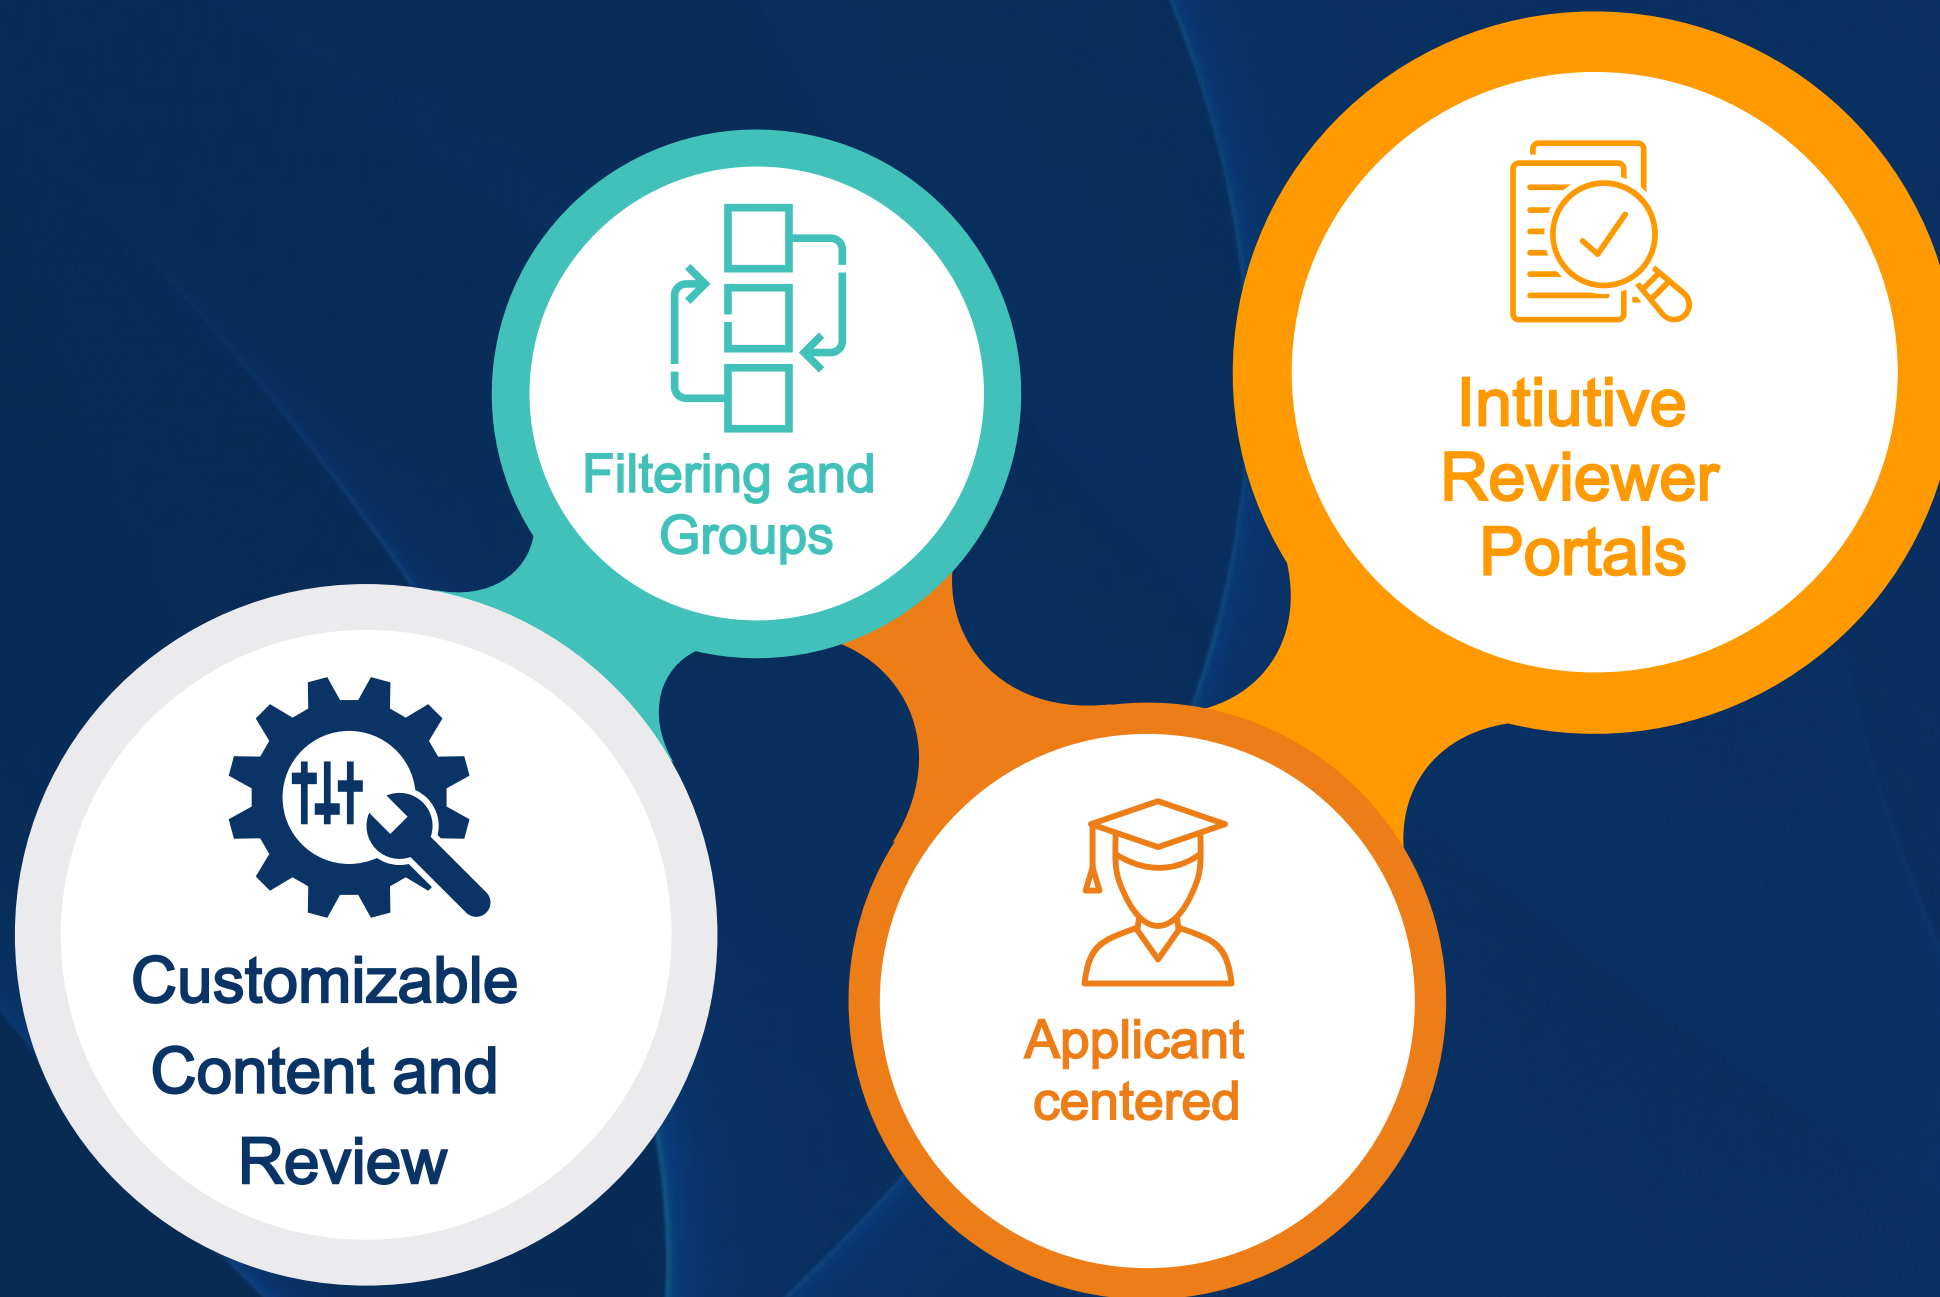 Customizable
Content and
Review
Filtering and
Groups
Applicant
centered
Intiutive
Reviewer
Portals